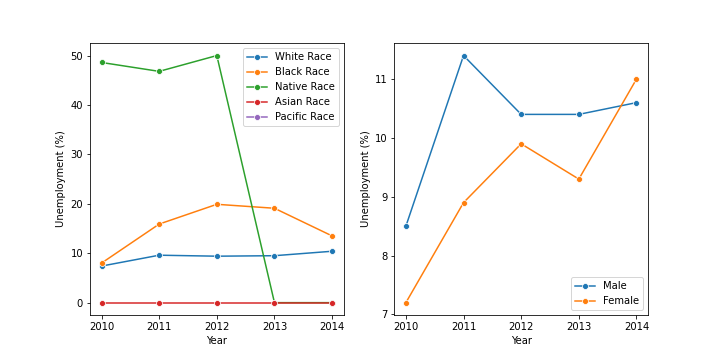 50
40
30
20
10
0
Unemployment (%)
2010 2011 2012 2013 2014
Year
White Race
Black Race
Native Race
Asian Race
Pacific Race
11
10
9
8
7
Unemployment (%)
2010 2011 2012 2013 2014
Year
Male
Female